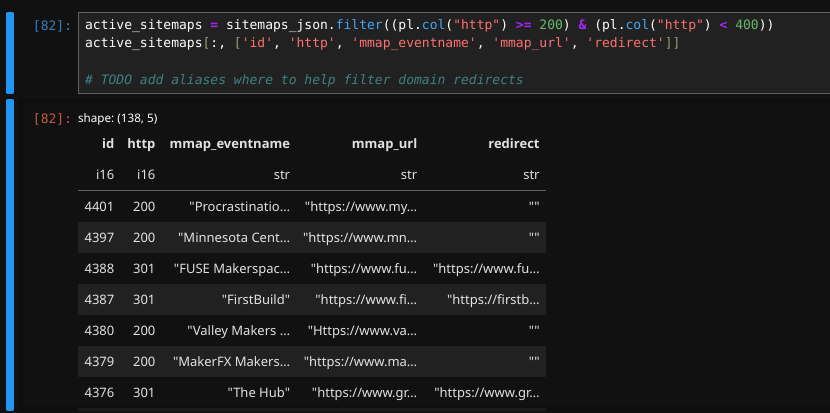 [82]: active_sitemaps = sitemaps_json.filter((pl.col("http") >= 200) & (pl.col("http") < 400))
active_sitemaps[:, ['id', 'http', 'mmap_eventname', 'mmap_url', 'redirect']]
# TODO add aliases where to help filter domain redirects
[82]: shape: (138, 5)
id http mmap_eventname mmap_url redirect
i16 i16 str str str
4401 200 "Procrastinatio... "https://www.my... ""
4397 200 "Minnesota Cent... "https://www.mn... ""
4388 301 "FUSE Makerspac... "https://www.fu... "https://www.fu...
4387 301 "FirstBuild" "https://www.fi... "https://firstb...
4380 200 "Valley Makers ... "Https://www.va... ""
4379 200 "MakerFX Makers... "https://www.ma... ""
4376 301 "The Hub" "https://www.gr... "https://www.gr...